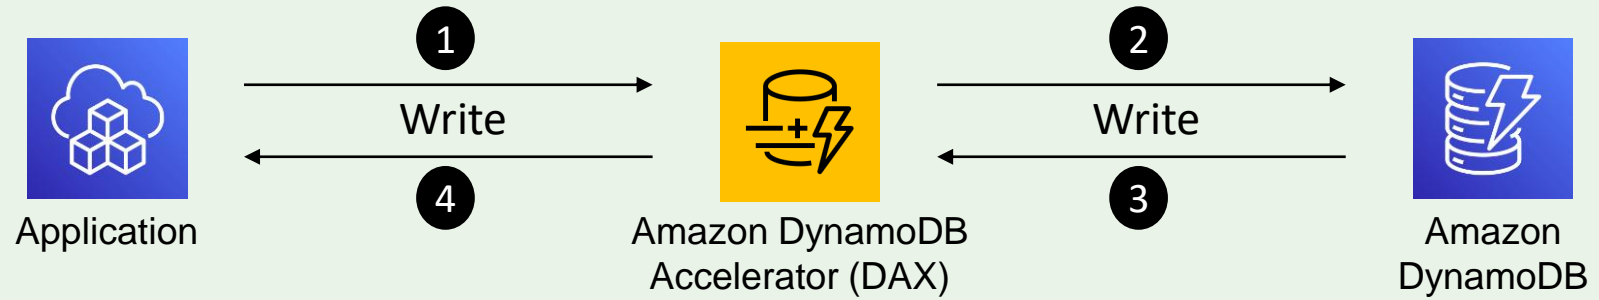 1
2
Write
Write
4
3
Application
Amazon DynamoDB
Accelerator (DAX)
Amazon
DynamoDB